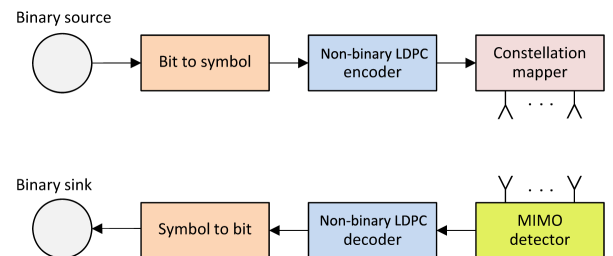 Binary source
Bit to symbol
Non-binary LDPC
encoder
Constellation
mapper
. . .
Binary sink
Symbol to bit
Non-binary LDPC
decoder
. . .
MIMO
detector